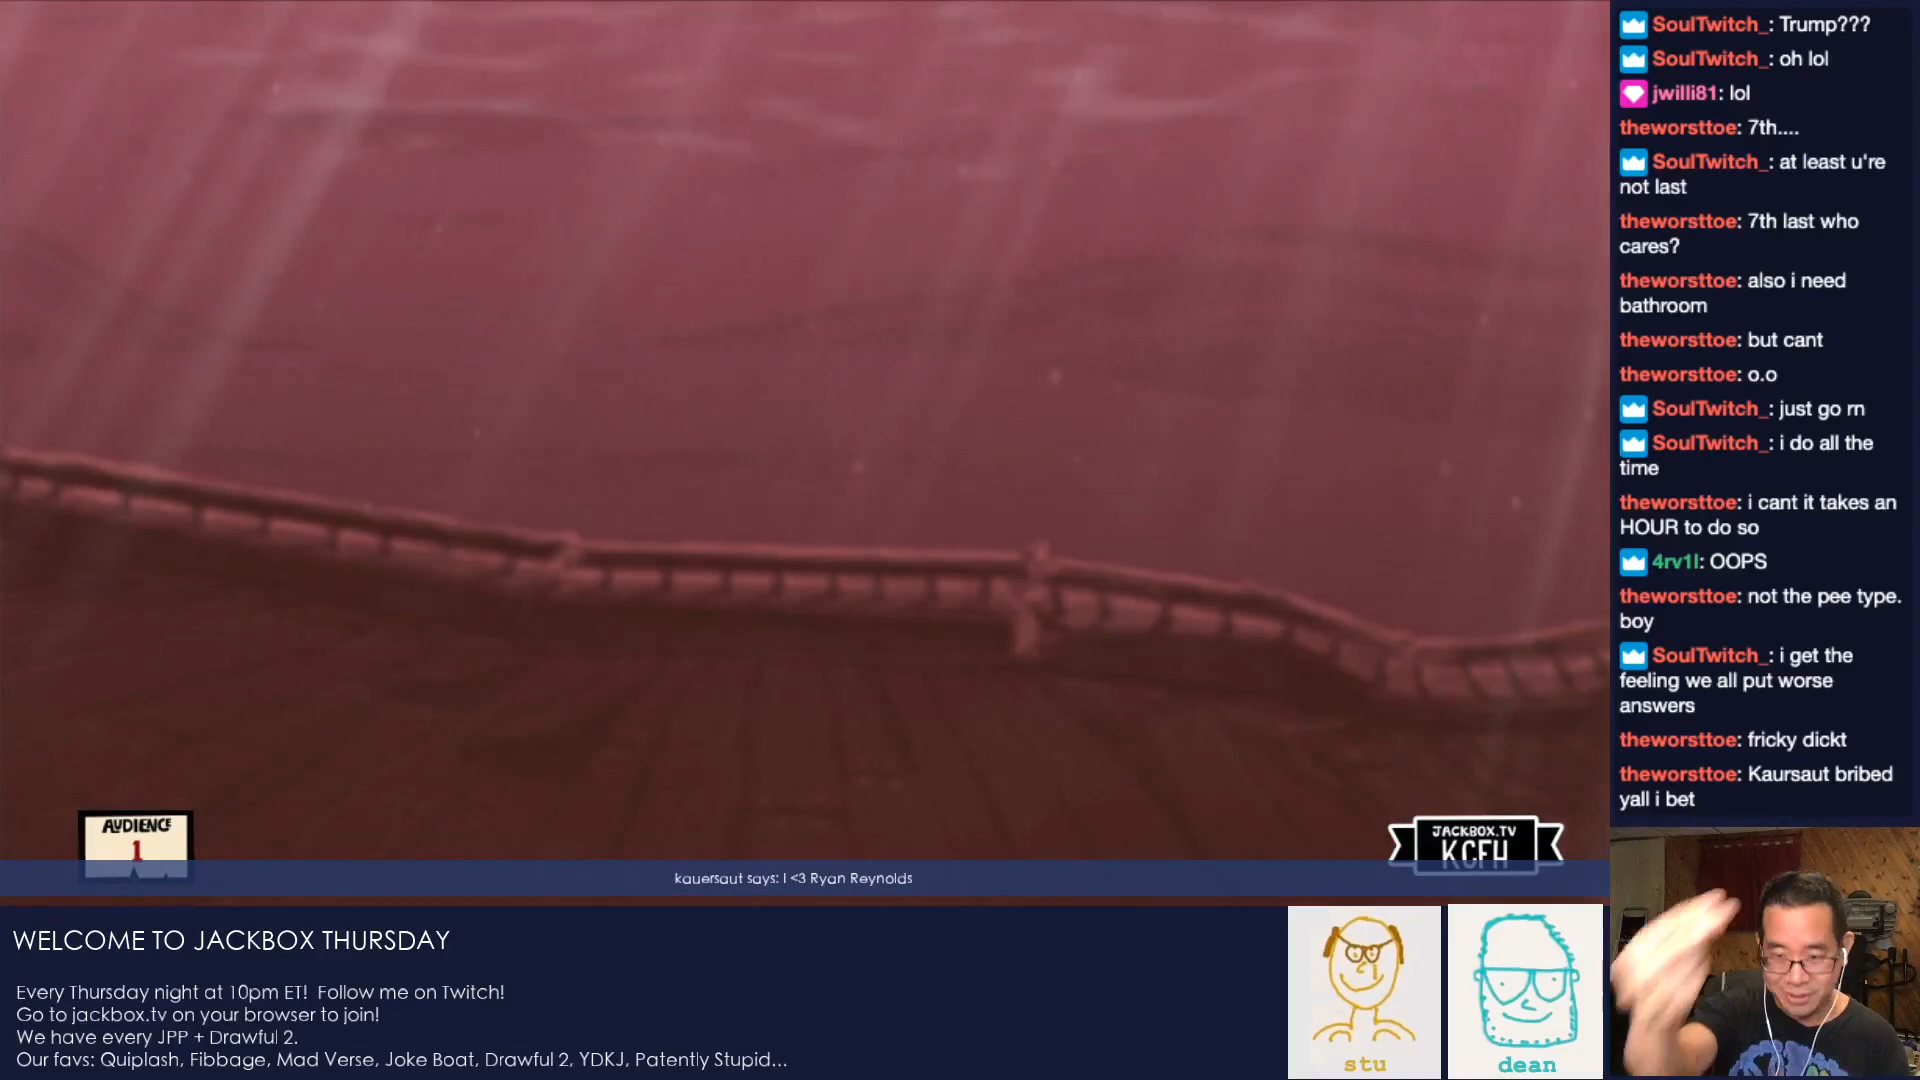 SoulTwitch_: Trump???
SoulTwitch_: oh lol
jwilli81: lol
theworsttoe: 7th....
SoulTwitch_: at least u're
not last
theworsttoe: 7th last who
cares?
theworsttoe: also i need
bathroom
theworsttoe: but cant
theworsttoe: o.o
SoulTwitch_: just go rn
SoulTwitch_: i do all the
time
theworsttoe: i cant it takes an
HOUR to do so
4rv1l: OOPS
theworsttoe: not the pee type.
boy
SoulTwitch_: i get the
feeling we all put worse
answers
theworsttoe: fricky dickt
theworsttoe: Kaursaut bribed
yall i bet
AUDIENCE
1
JACKBOX.TV
KCFH
kauersaut says: I <3 Ryan Reynolds
WELCOME TO JACKBOX THURSDAY
Every Thursday night at 10pm ET! Follow me on Twitch!
Go to jackbox.tv on your browser to join!
We have every JPP + Drawful 2.
Our favs: Quiplash, Fibbage, Mad Verse, Joke Boat, Drawful 2, YDKJ, Patently Stupid...
stu
dean